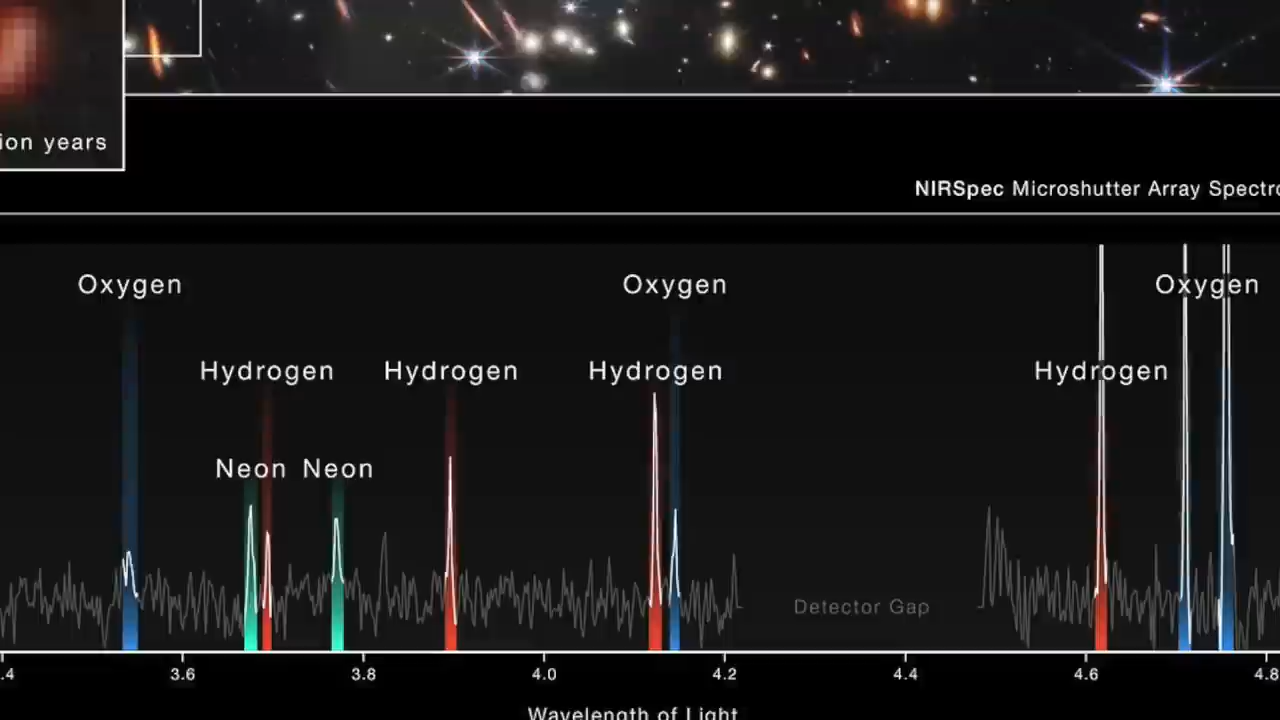 ion years
NIRSpec Microshutter Array Spectro
Oxygen Oxygen Oxygen
Hydrogen Hydrogen Hydrogen Hydrogen
Neon Neon
Detector Gap
.4 3.6 3.8 4.0 4.2 4.4 4.6 4.8
Wavelength of Light